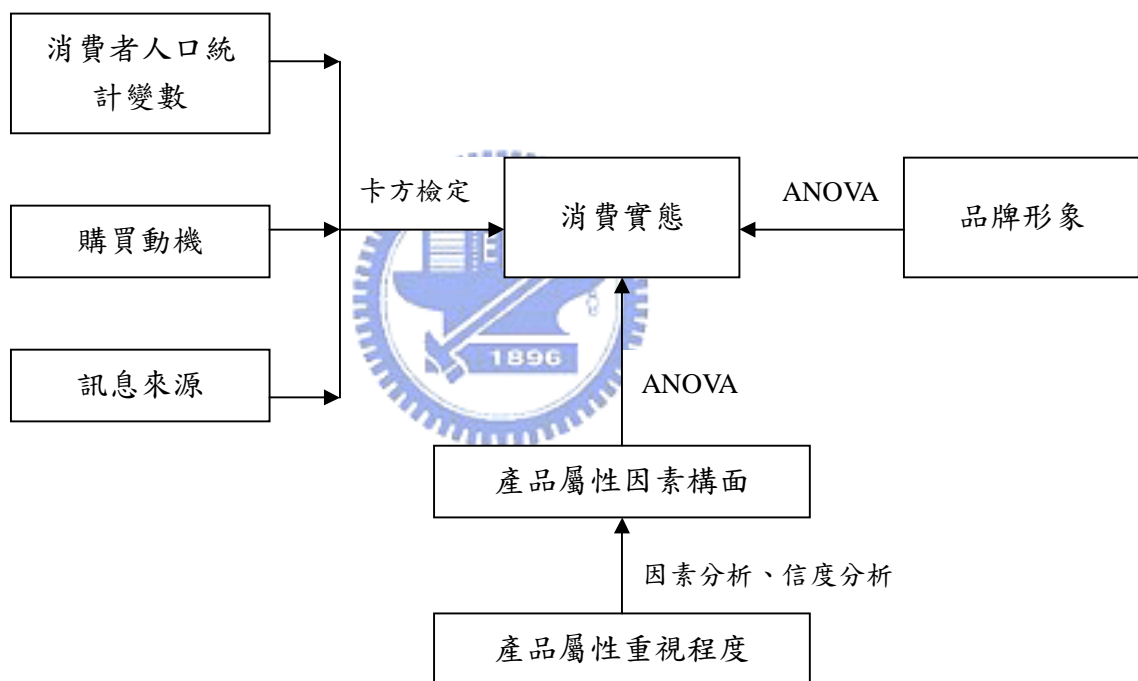 消費者人口統
計變數
購買動機
訊息來源
卡方檢定
消費實態
ANOVA
品牌形象
1896
ANOVA
產品屬性因素構面
因素分析、信度分析
產品屬性重視程度